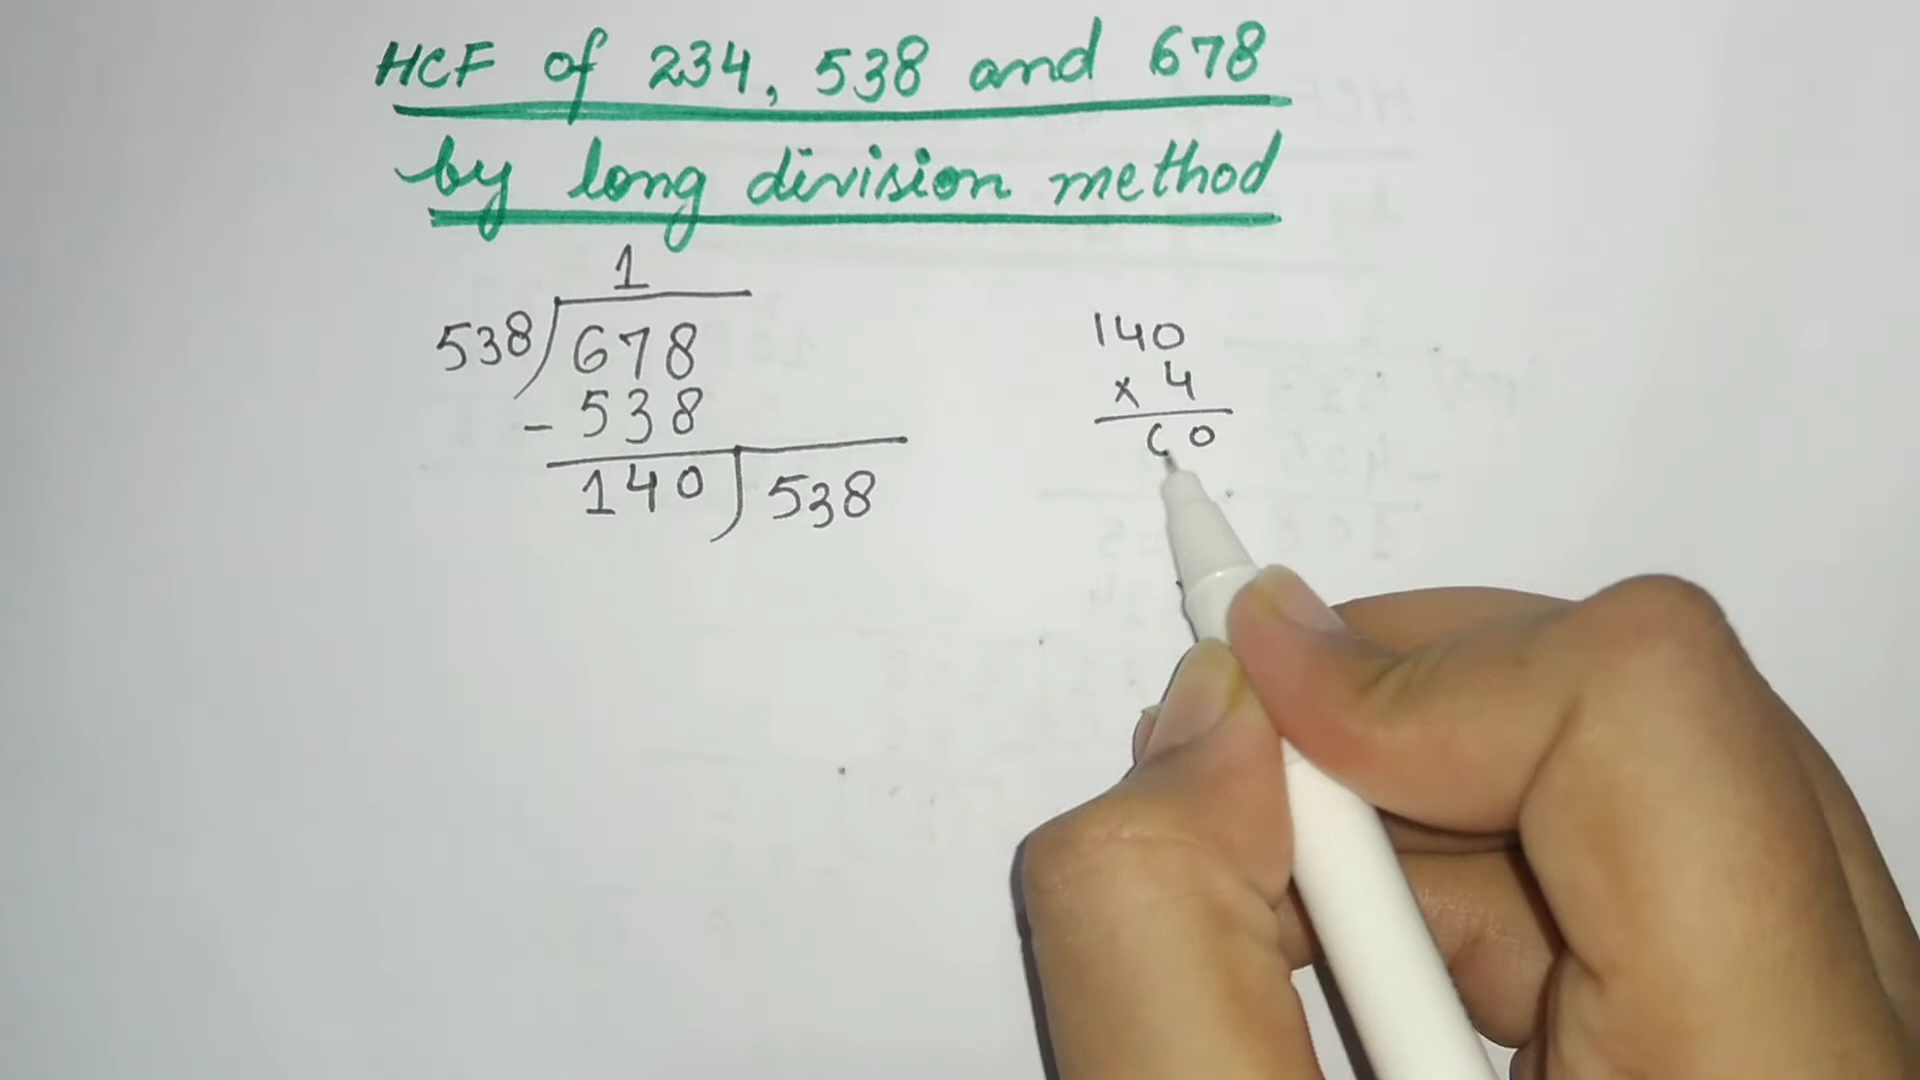 HCF of 234, 538 and 678
by long division method
1
538)678
- 538
140)538
140
x 4
60